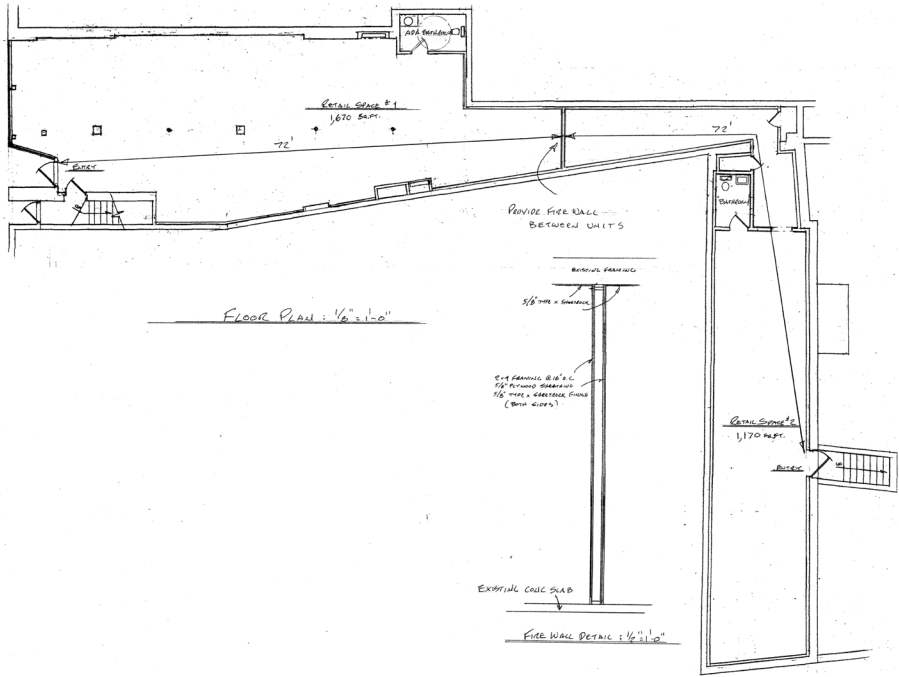 ADA BATHROOM
RETAIL SPACE #1
1,670 SQ.FT.
72'
72'
ENTRY
BATHROOM
PROVIDE FIRE WALL
BETWEEN UNITS
EXISTING FRAMING
5/8" TYPE X SHEETROCK
FLOOR PLAN : 1/8" = 1'-0"
2x4 FRAMING @ 16" O.C.
5/8" PLYWOOD SHEATHING
5/8" TYPE X SHEETROCK FINISH
(BOTH SIDES)
RETAIL SPACE #2
1,170 SQ.FT.
ENTRY
EXISTING CONC SLAB
FIRE WALL DETAIL : 1/2" = 1'-0"